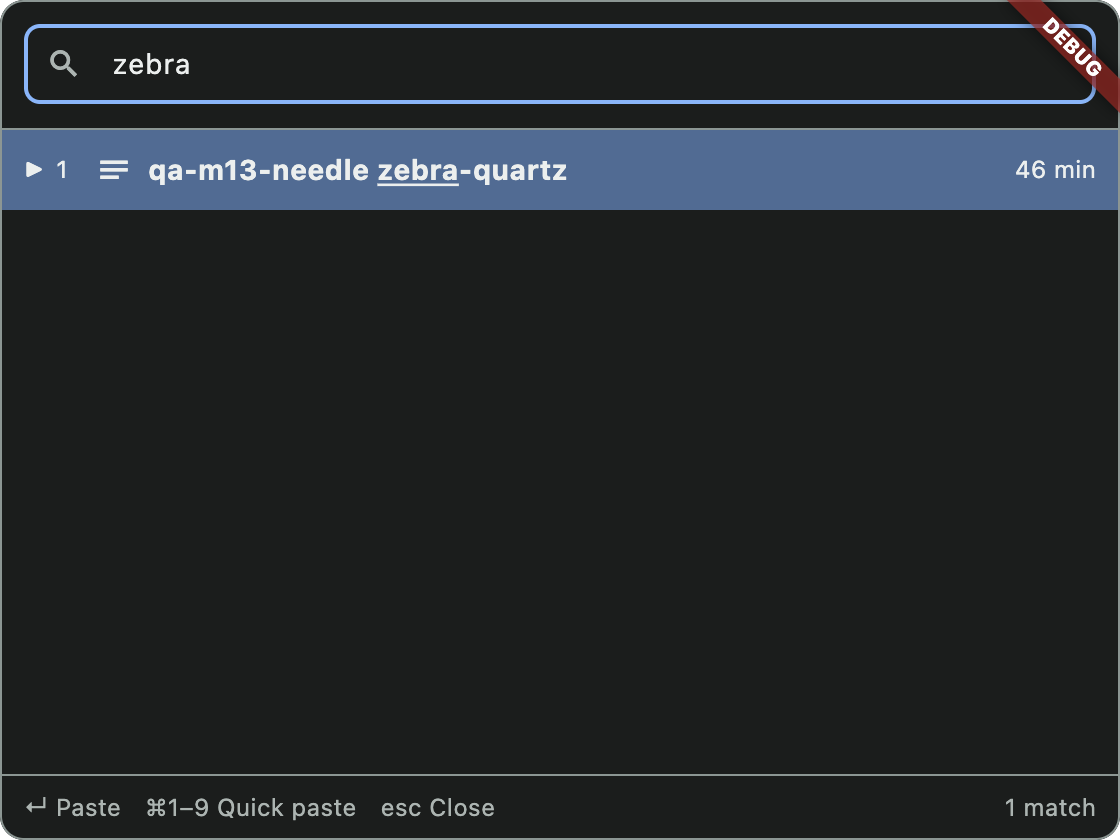 zebra
DEBUG
1 qa-m13-needle zebra-quartz 46 min
↵ Paste ⌘1–9 Quick paste esc Close 1 match